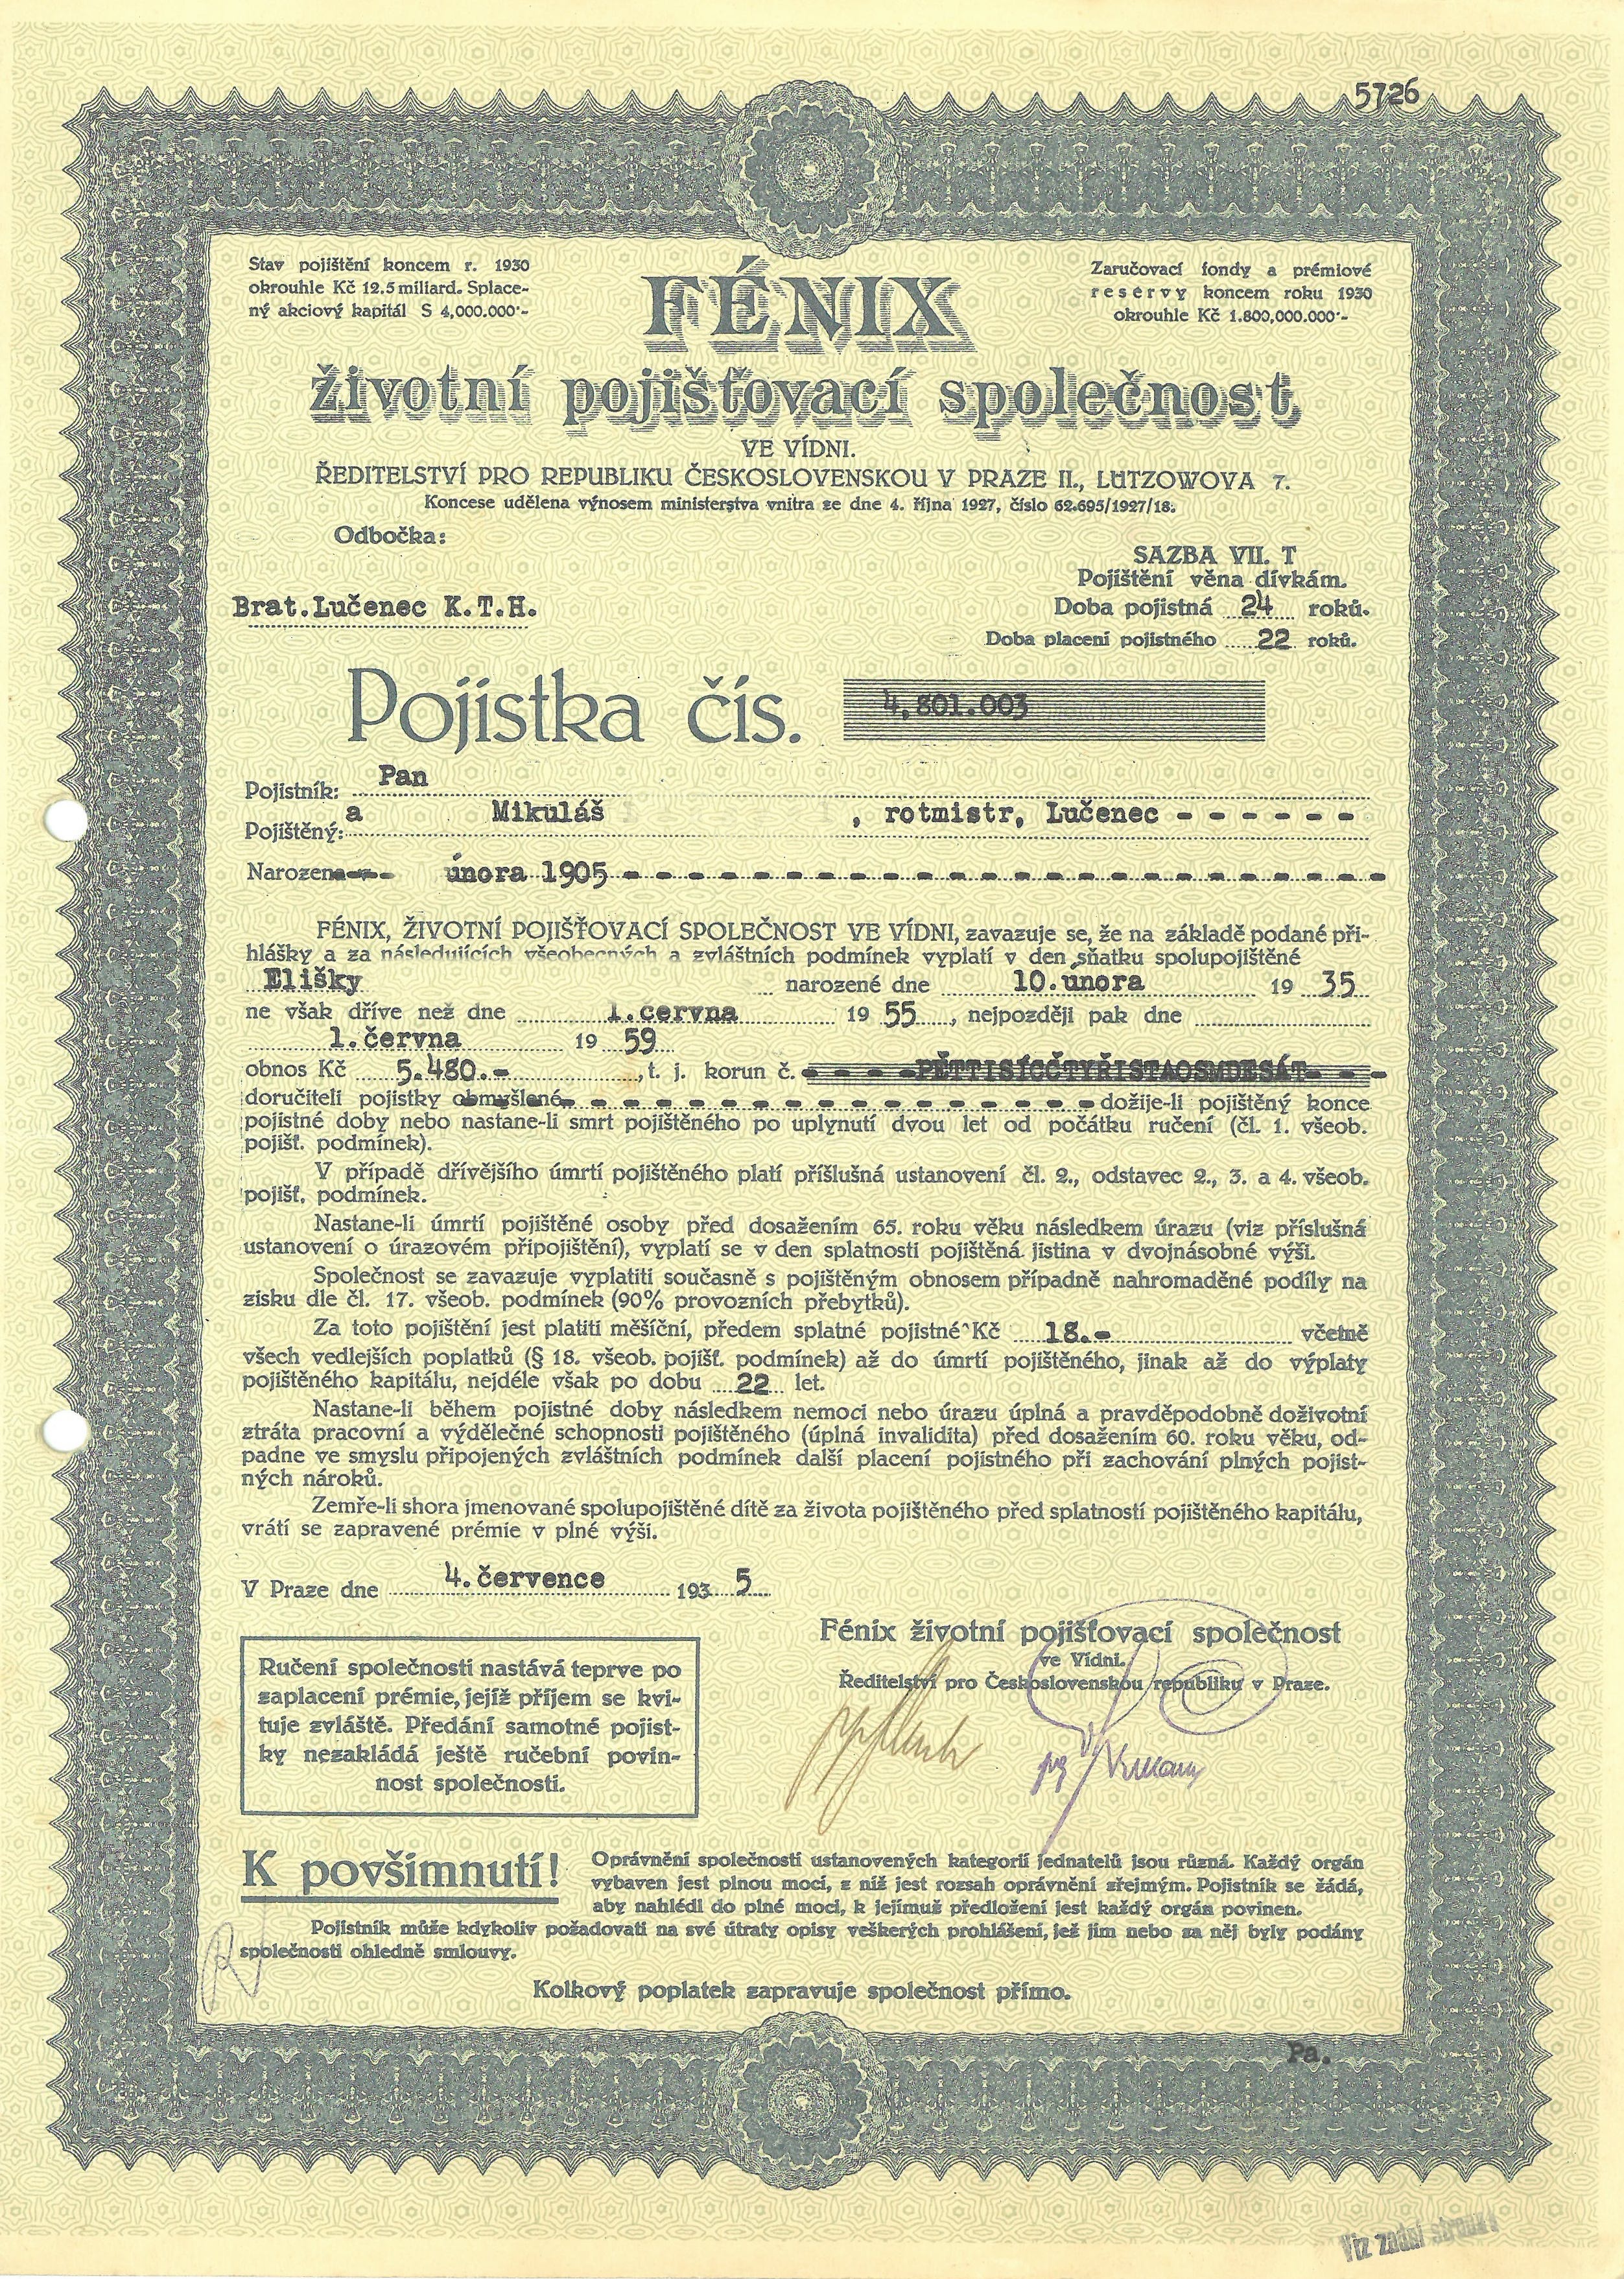 5726
Stav pojištění koncem r. 1930
okrouhle Kč 12.5 miliard. Splace-
ný akciový kapitál S 4,000.000·-
Zaručovací fondy a prémiové
reservy koncem roku 1930
okrouhle Kč 1.800,000.000·-
FÉNIX
životní pojišťovací společnost
VE VÍDNI.
ŘEDITELSTVÍ PRO REPUBLIKU ČESKOSLOVENSKOU V PRAZE II., LÜTZOWOVA 7.
Koncese udělena výnosem ministerstva vnitra ze dne 4. října 1927, číslo 62.695/1927/18.
Odbočka:
Brat.Lučenec K.T.H.
SAZBA VII. T
Pojištění věna dívkám.
Doba pojistná 24 roků.
Doba placení pojistného 22 roků.
Pojistka čís. 4,801.003
Pojistník: Pan
Pojištěný: a Mikuláš , rotmistr, Lučenec - - - - - -
Narozen února 1905
FÉNIX, ŽIVOTNÍ POJIŠŤOVACÍ SPOLEČNOST VE VÍDNI, zavazuje se, že na základě podané při-
hlášky a za následujících všeobecných a zvláštních podmínek vyplatí v den sňatku spolupojištěné
Elišky narozené dne 10.února 19 35
ne však dříve než dne 1.června 19 55, nejpozději pak dne
1.června 19 59
obnos Kč 5.480.- , t. j. korun č. - - - -PĚTTISÍCČTYŘISTAOSMDESÁT- - -
doručiteli pojistky obmyšlené- - - - dožije-li pojištěný konce
pojistné doby nebo nastane-li smrt pojištěného po uplynutí dvou let od počátku ručení (čl. 1. všeob.
pojišť. podmínek).
V případě dřívějšího úmrtí pojištěného platí příslušná ustanovení čl. 2., odstavec 2., 3. a 4. všeob.
pojišť. podmínek.
Nastane-li úmrtí pojištěné osoby před dosažením 65. roku věku následkem úrazu (viz příslušná
ustanovení o úrazovém připojištění), vyplatí se v den splatnosti pojištěná jistina v dvojnásobné výši.
Společnost se zavazuje vyplatiti současně s pojištěným obnosem případně nahromaděné podíly na
zisku dle čl. 17. všeob. podmínek (90% provozních přebytků).
Za toto pojištění jest platiti měšíční, předem splatné pojistné Kč 18.- včetně
všech vedlejších poplatků (§ 18. všeob. pojišť. podmínek) až do úmrtí pojištěného, jinak až do výplaty
pojištěného kapitálu, nejdéle však po dobu 22 let.
Nastane-li během pojistné doby následkem nemoci nebo úrazu úplná a pravděpodobně doživotní
ztráta pracovní a výdělečné schopnosti pojištěného (úplná invalidita) před dosažením 60. roku věku, od-
padne ve smyslu připojených zvláštních podmínek další placení pojistného při zachování plných pojist-
ných nároků.
Zemře-li shora jmenované spolupojištěné dítě za života pojištěného před splatností pojištěného kapitálu,
vrátí se zapravené prémie v plné výši.
V Praze dne 4. července 193 5
Fénix životní pojišťovací společnost
ve Vídni.
Ředitelství pro Československou republiku v Praze.
Ručení společnosti nastává teprve po
zaplacení prémie, jejíž příjem se kvi-
tuje zvláště. Předání samotné pojist-
ky nezakládá ještě ručební povin-
nost společnosti.
K povšimnutí!
Oprávnění společností ustanovených kategorií jednatelů jsou různá. Každý orgán
vybaven jest plnou mocí, z níž jest rozsah oprávnění zřejmým. Pojistník se žádá,
aby nahlédl do plné moci, k jejímuž předložení jest každý orgán povinen.
Pojistník může kdykoliv požadovati na své útraty opisy veškerých prohlášení, jež jím nebo za něj byly podány
společnosti ohledně smlouvy.
Kolkový poplatek zapravuje společnost přímo.
Pa.
Viz zadní stranu